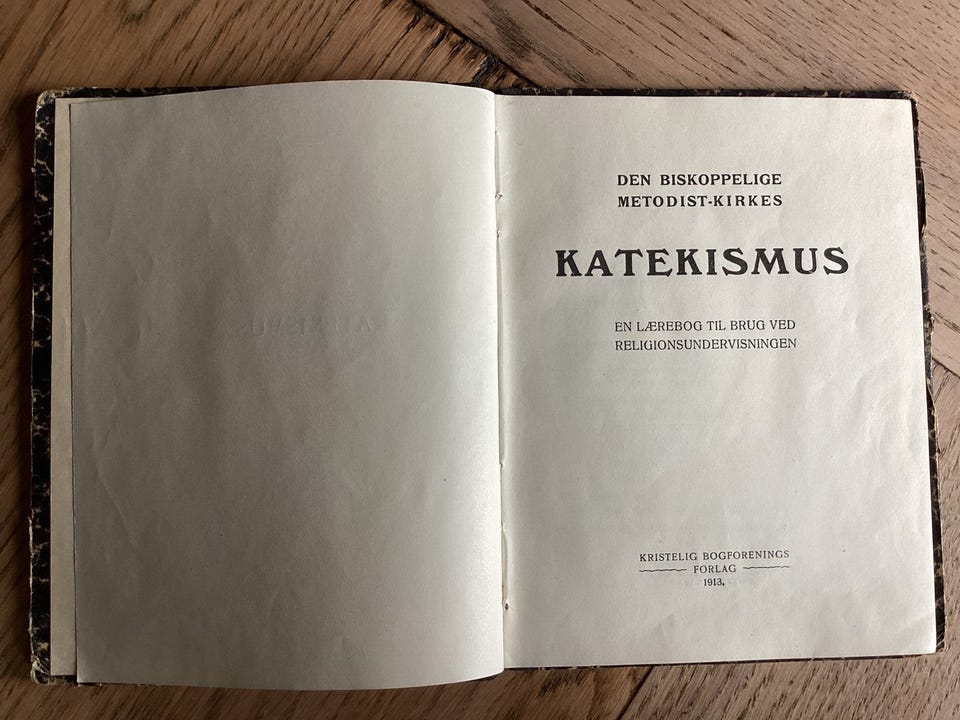 DEN BISKOPPELIGE
METODIST-KIRKES
KATEKISMUS
EN LÆREBOG TIL BRUG VED
RELIGIONSUNDERVISNINGEN
KRISTELIG BOGFORENINGS
FORLAG
1913.